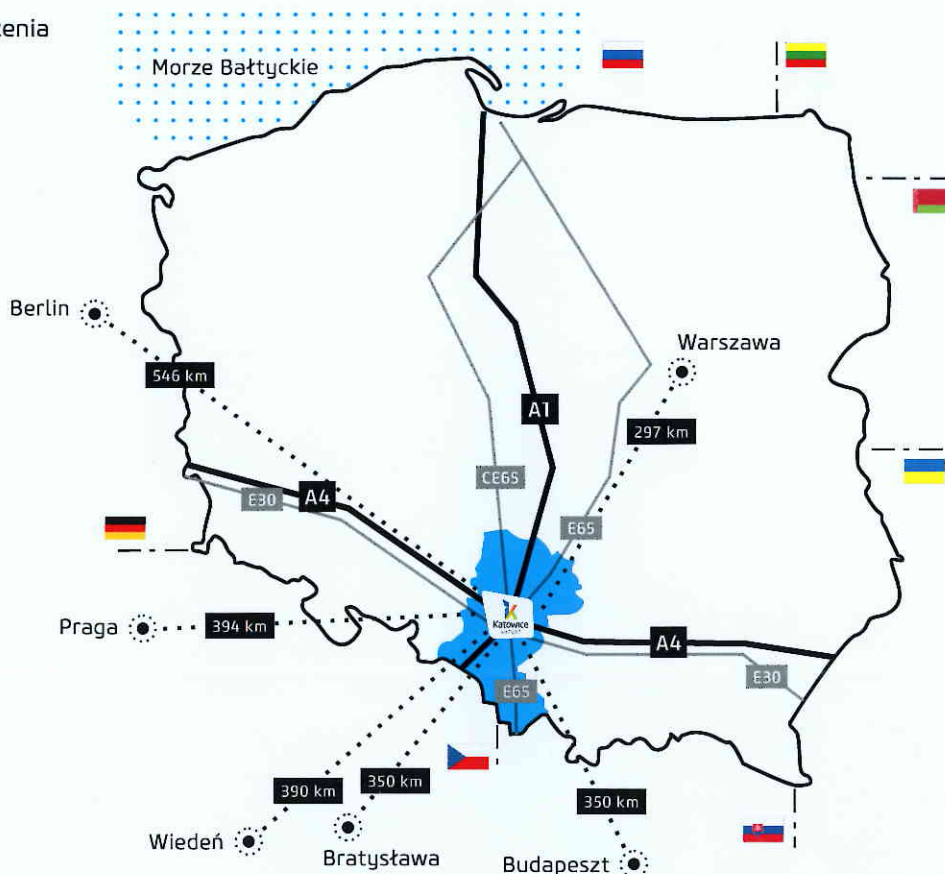 zenia
Morze Bałtyckie
Berlin
546 km
Warszawa
A1
297 km
CE65
E30
A4
E65
Katowice
Praga
394 km
A4
E30
E65
390 km
350 km
350 km
Wiedeń
Bratysława
Budapeszt